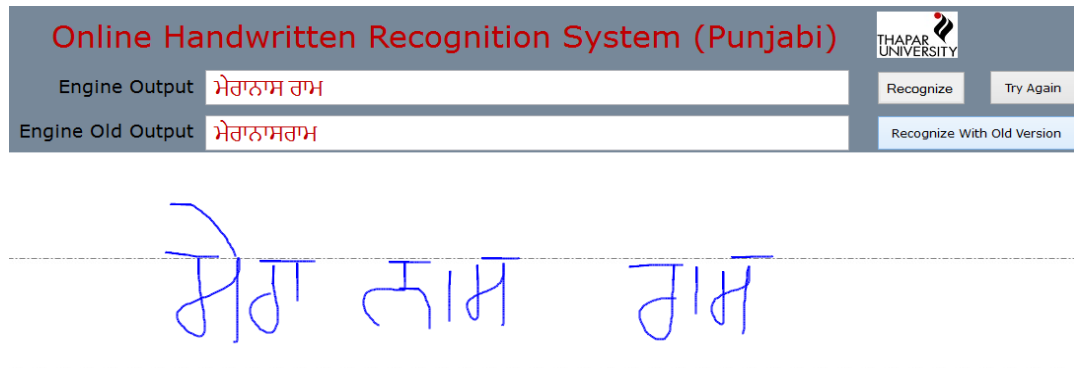 Online Handwritten Recognition System (Punjabi)
THAPAR
UNIVERSITY
Engine Output ਮੇਰਾਨਾਸ ਰਾਮ Recognize Try Again
Engine Old Output ਮੇਰਾਨਾਸਰਾਮ Recognize With Old Version
ਮੇਰਾ ਨਾਮ ਰਾਮ